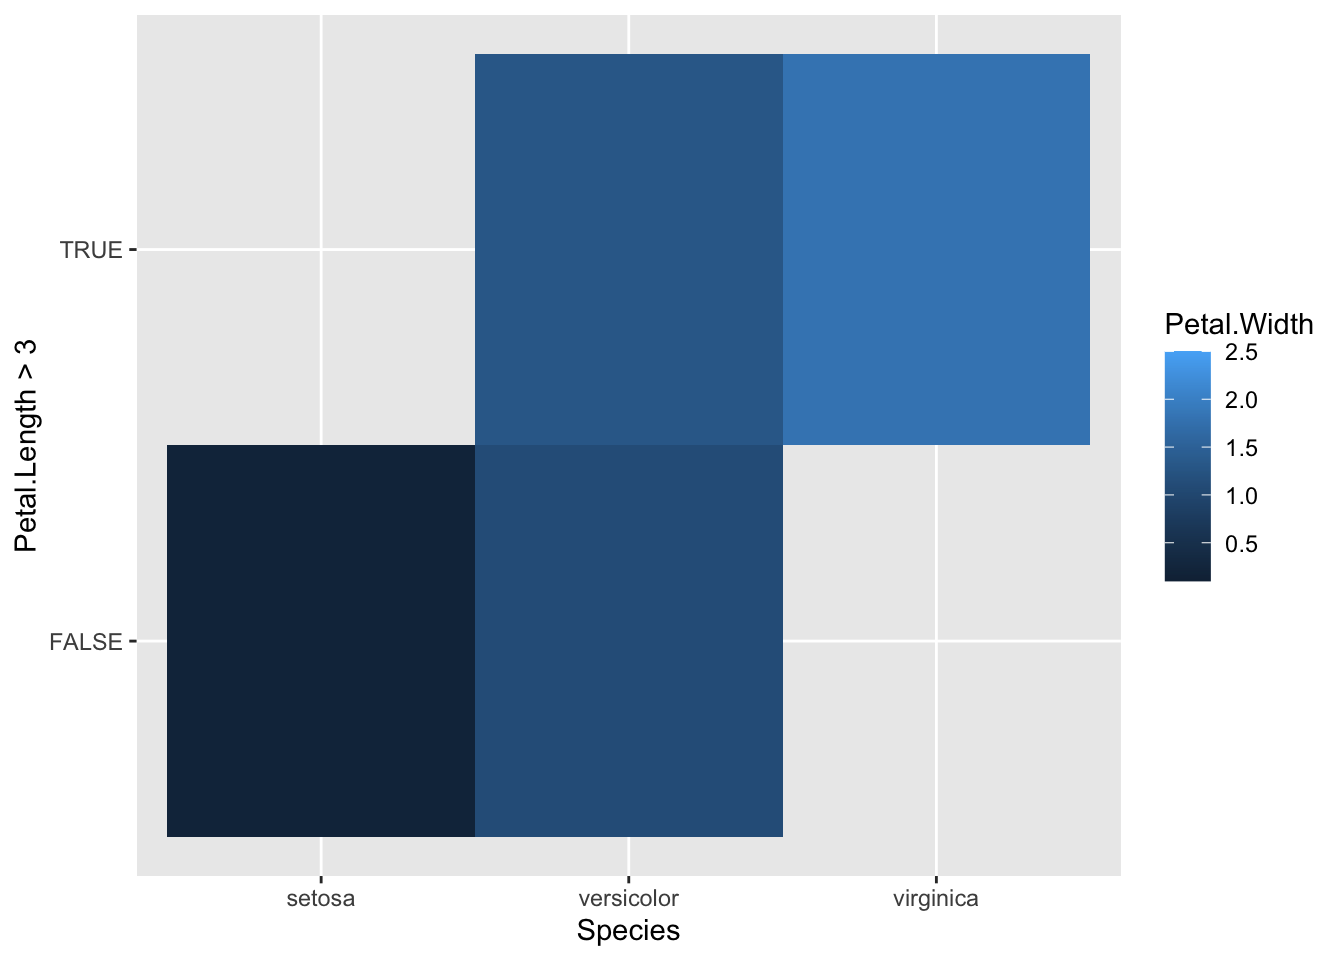 Petal.Length > 3
TRUE
FALSE
setosa
versicolor
virginica
Species
Petal.Width
2.5
2.0
1.5
1.0
0.5